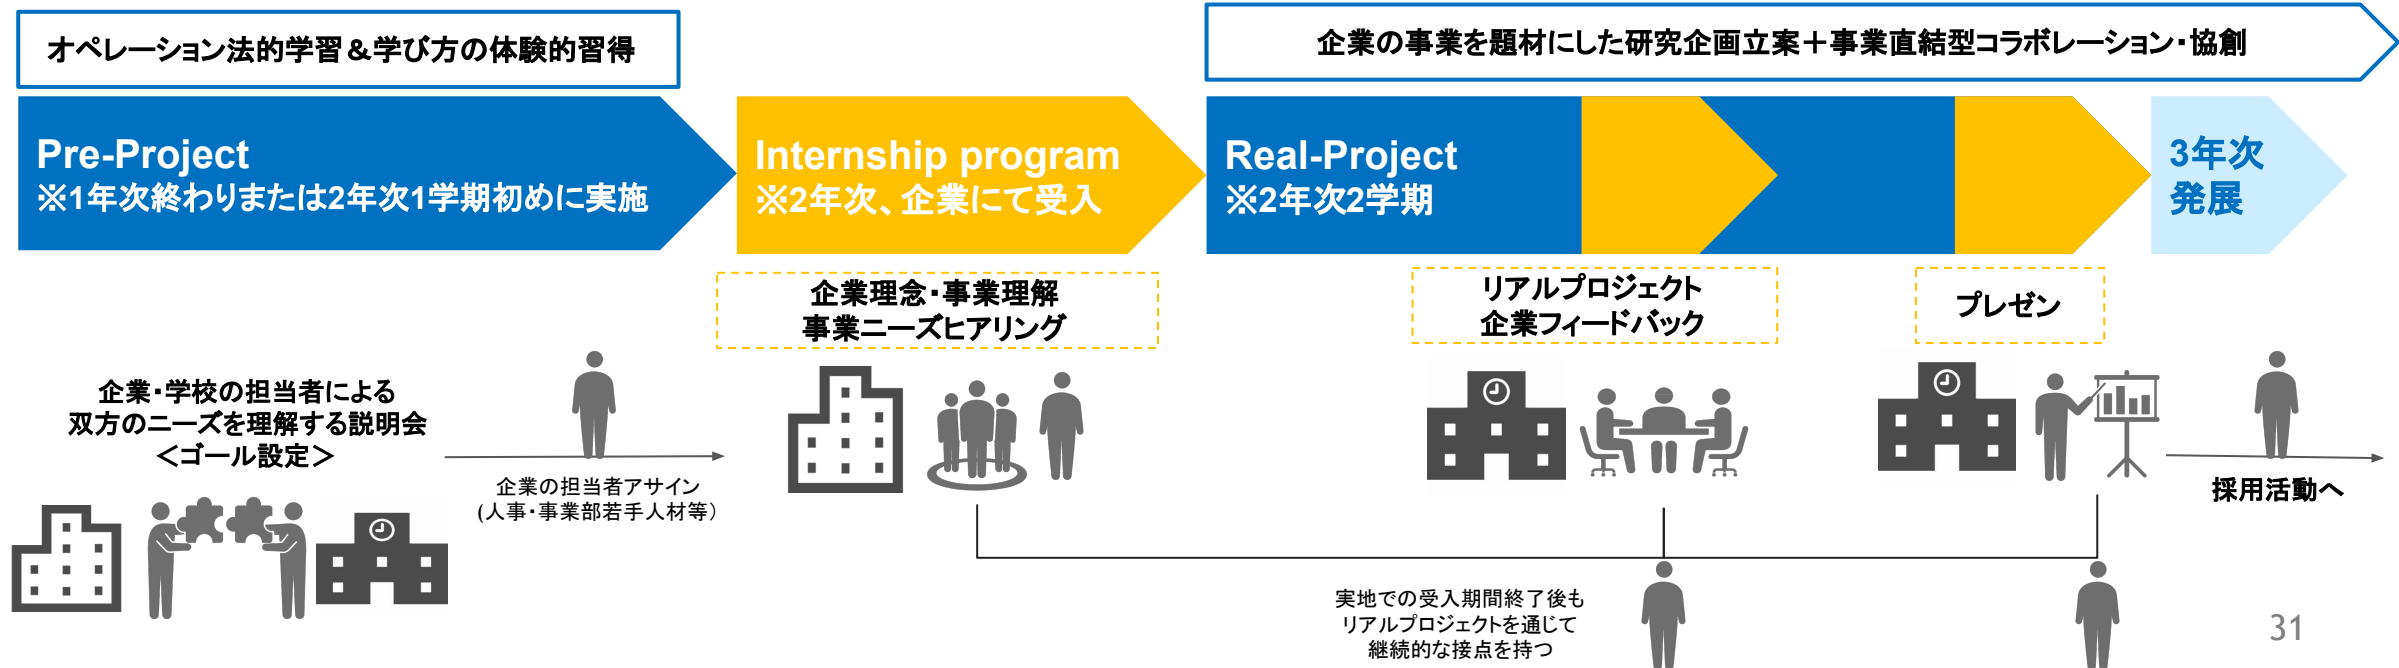 オペレーション法的学習＆学び方の体験的習得
企業の事業を題材にした研究企画立案＋事業直結型コラボレーション・協創
Pre-Project
※1年次終わりまたは2年次1学期初めに実施
Internship program
※2年次、企業にて受入
Real-Project
※2年次2学期
3年次
発展
企業理念・事業理解
事業ニーズヒアリング
リアルプロジェクト
企業フィードバック
プレゼン
企業・学校の担当者による
双方のニーズを理解する説明会
＜ゴール設定＞
企業の担当者アサイン
(人事・事業部若手人材等）
採用活動へ
実地での受入期間終了後も
リアルプロジェクトを通じて
継続的な接点を持つ
31